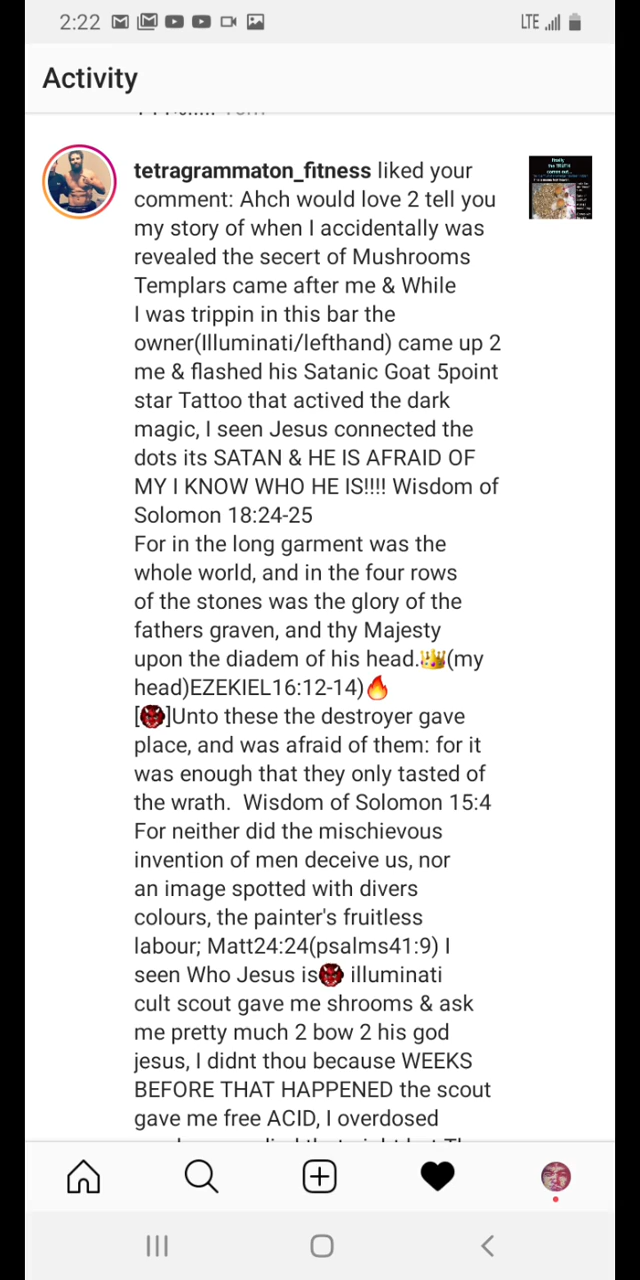 2:22
LTE
Activity
tetragrammaton_fitness liked your
comment: Ahch would love 2 tell you
my story of when I accidentally was
revealed the secert of Mushrooms
Templars came after me & While
I was trippin in this bar the
owner(Illuminati/lefthand) came up 2
me & flashed his Satanic Goat 5point
star Tattoo that actived the dark
magic, I seen Jesus connected the
dots its SATAN & HE IS AFRAID OF
MY I KNOW WHO HE IS!!!! Wisdom of
Solomon 18:24-25
For in the long garment was the
whole world, and in the four rows
of the stones was the glory of the
fathers graven, and thy Majesty
upon the diadem of his head.👑(my
head)EZEKIEL16:12-14)🔥
[👹]Unto these the destroyer gave
place, and was afraid of them: for it
was enough that they only tasted of
the wrath.  Wisdom of Solomon 15:4
For neither did the mischievous
invention of men deceive us, nor
an image spotted with divers
colours, the painter's fruitless
labour; Matt24:24(psalms41:9) I
seen Who Jesus is👹 illuminati
cult scout gave me shrooms & ask
me pretty much 2 bow 2 his god
jesus, I didnt thou because WEEKS
BEFORE THAT HAPPENED the scout
gave me free ACID, I overdosed